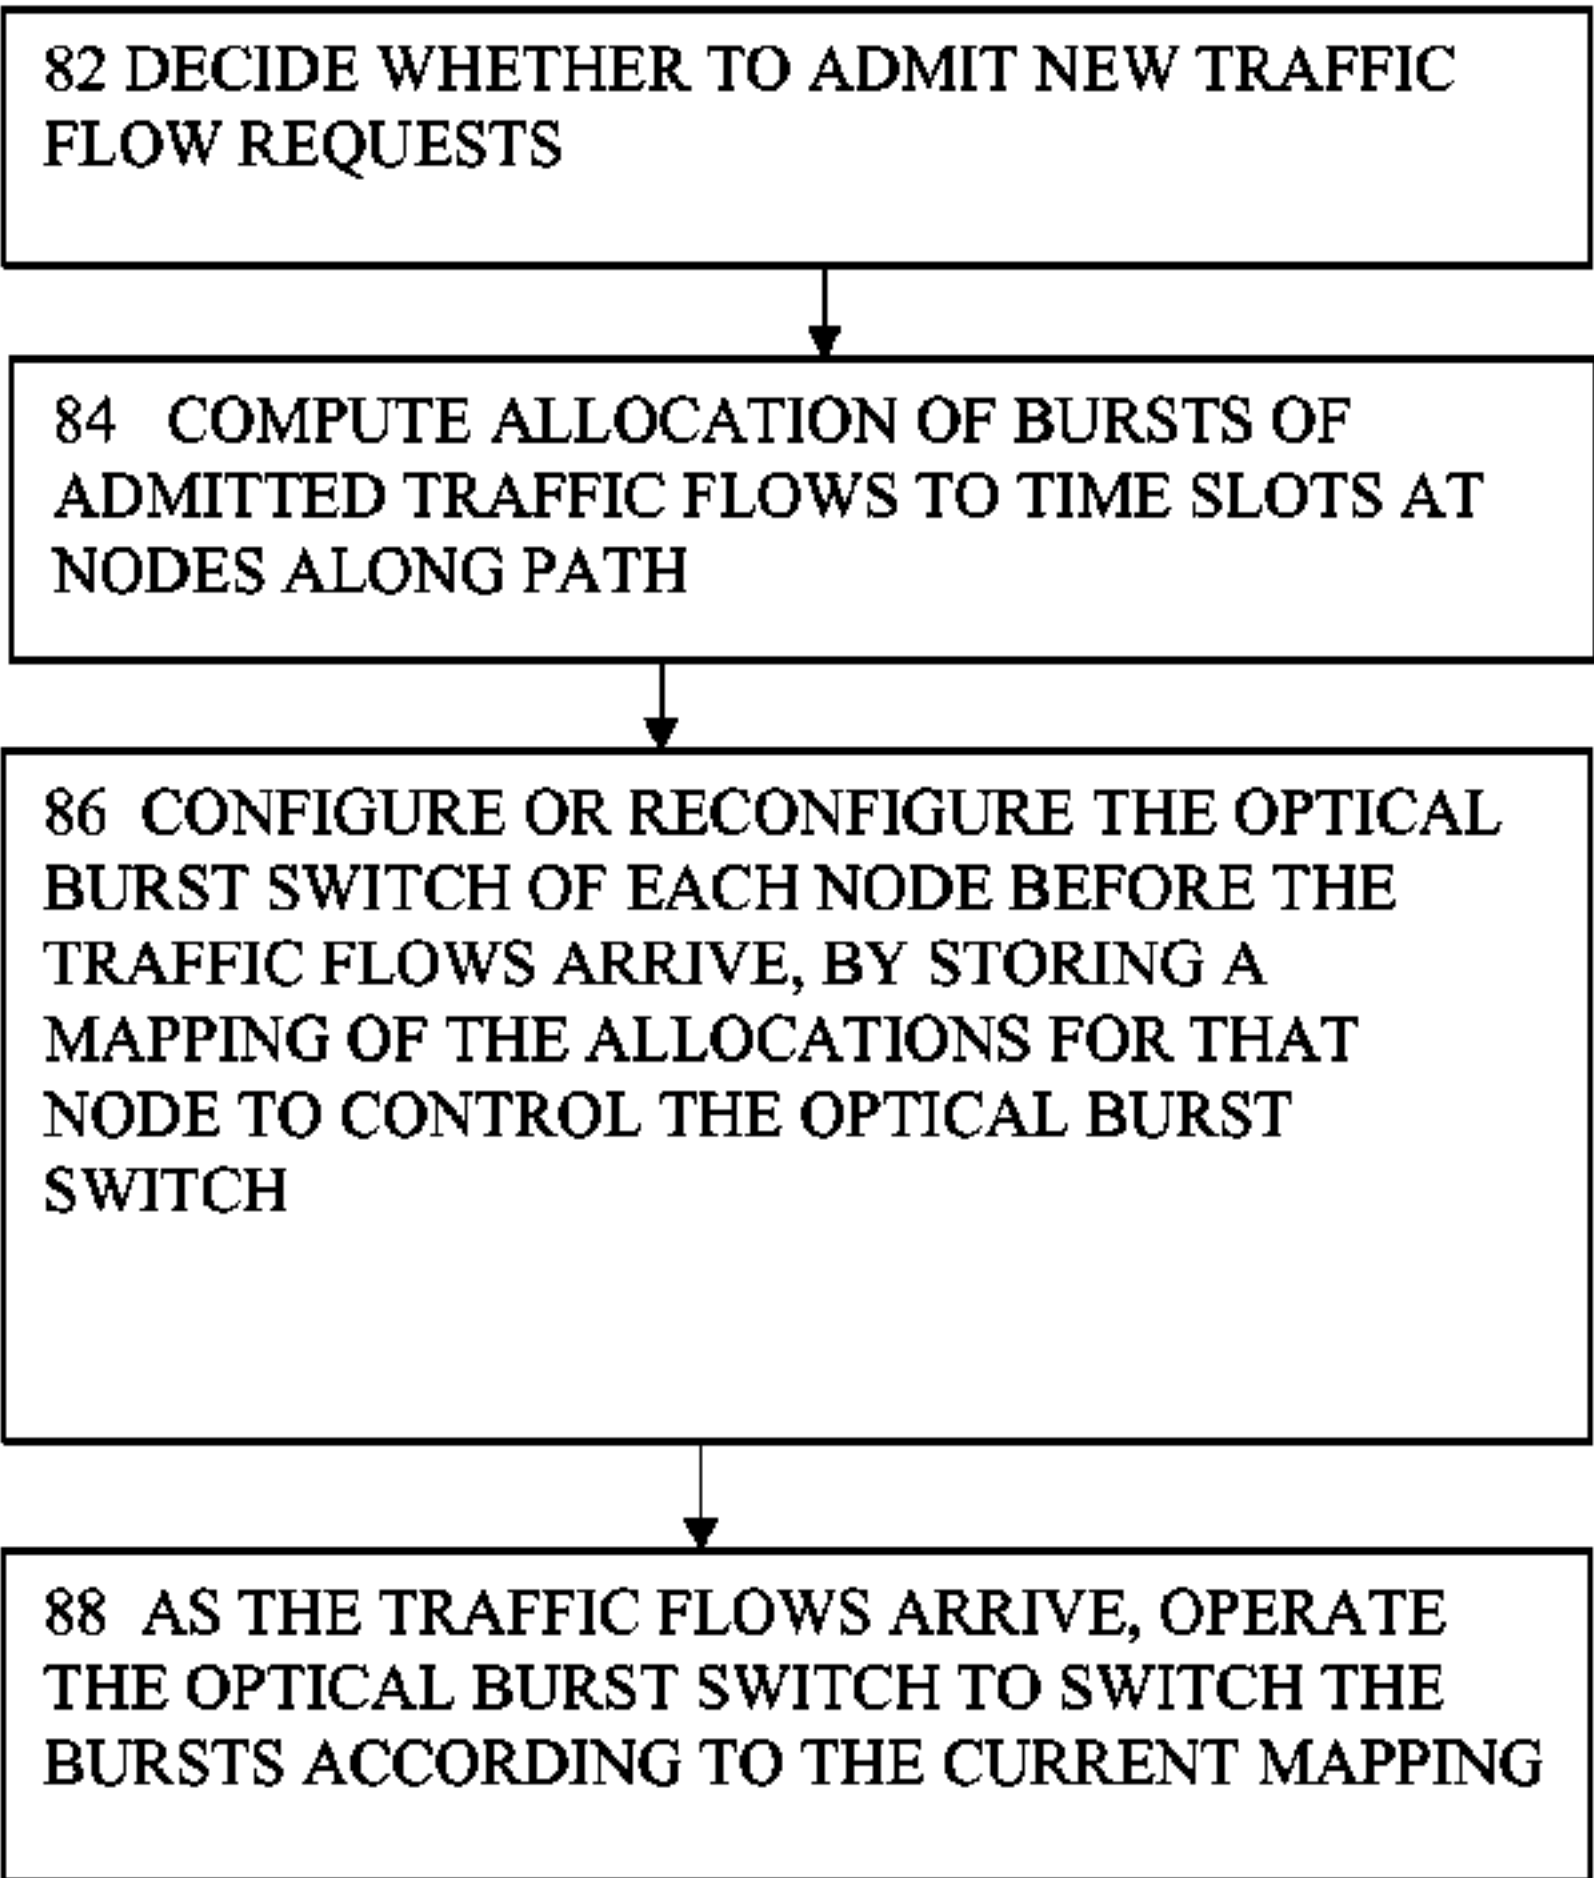 82 DECIDE WHETHER TO ADMIT NEW TRAFFIC
FLOW REQUESTS
84 COMPUTE ALLOCATION OF BURSTS OF
ADMITTED TRAFFIC FLOWS TO TIME SLOTS AT
NODES ALONG PATH
86 CONFIGURE OR RECONFIGURE THE OPTICAL
BURST SWITCH OF EACH NODE BEFORE THE
TRAFFIC FLOWS ARRIVE, BY STORING A
MAPPING OF THE ALLOCATIONS FOR THAT
NODE TO CONTROL THE OPTICAL BURST
SWITCH
88 AS THE TRAFFIC FLOWS ARRIVE, OPERATE
THE OPTICAL BURST SWITCH TO SWITCH THE
BURSTS ACCORDING TO THE CURRENT MAPPING